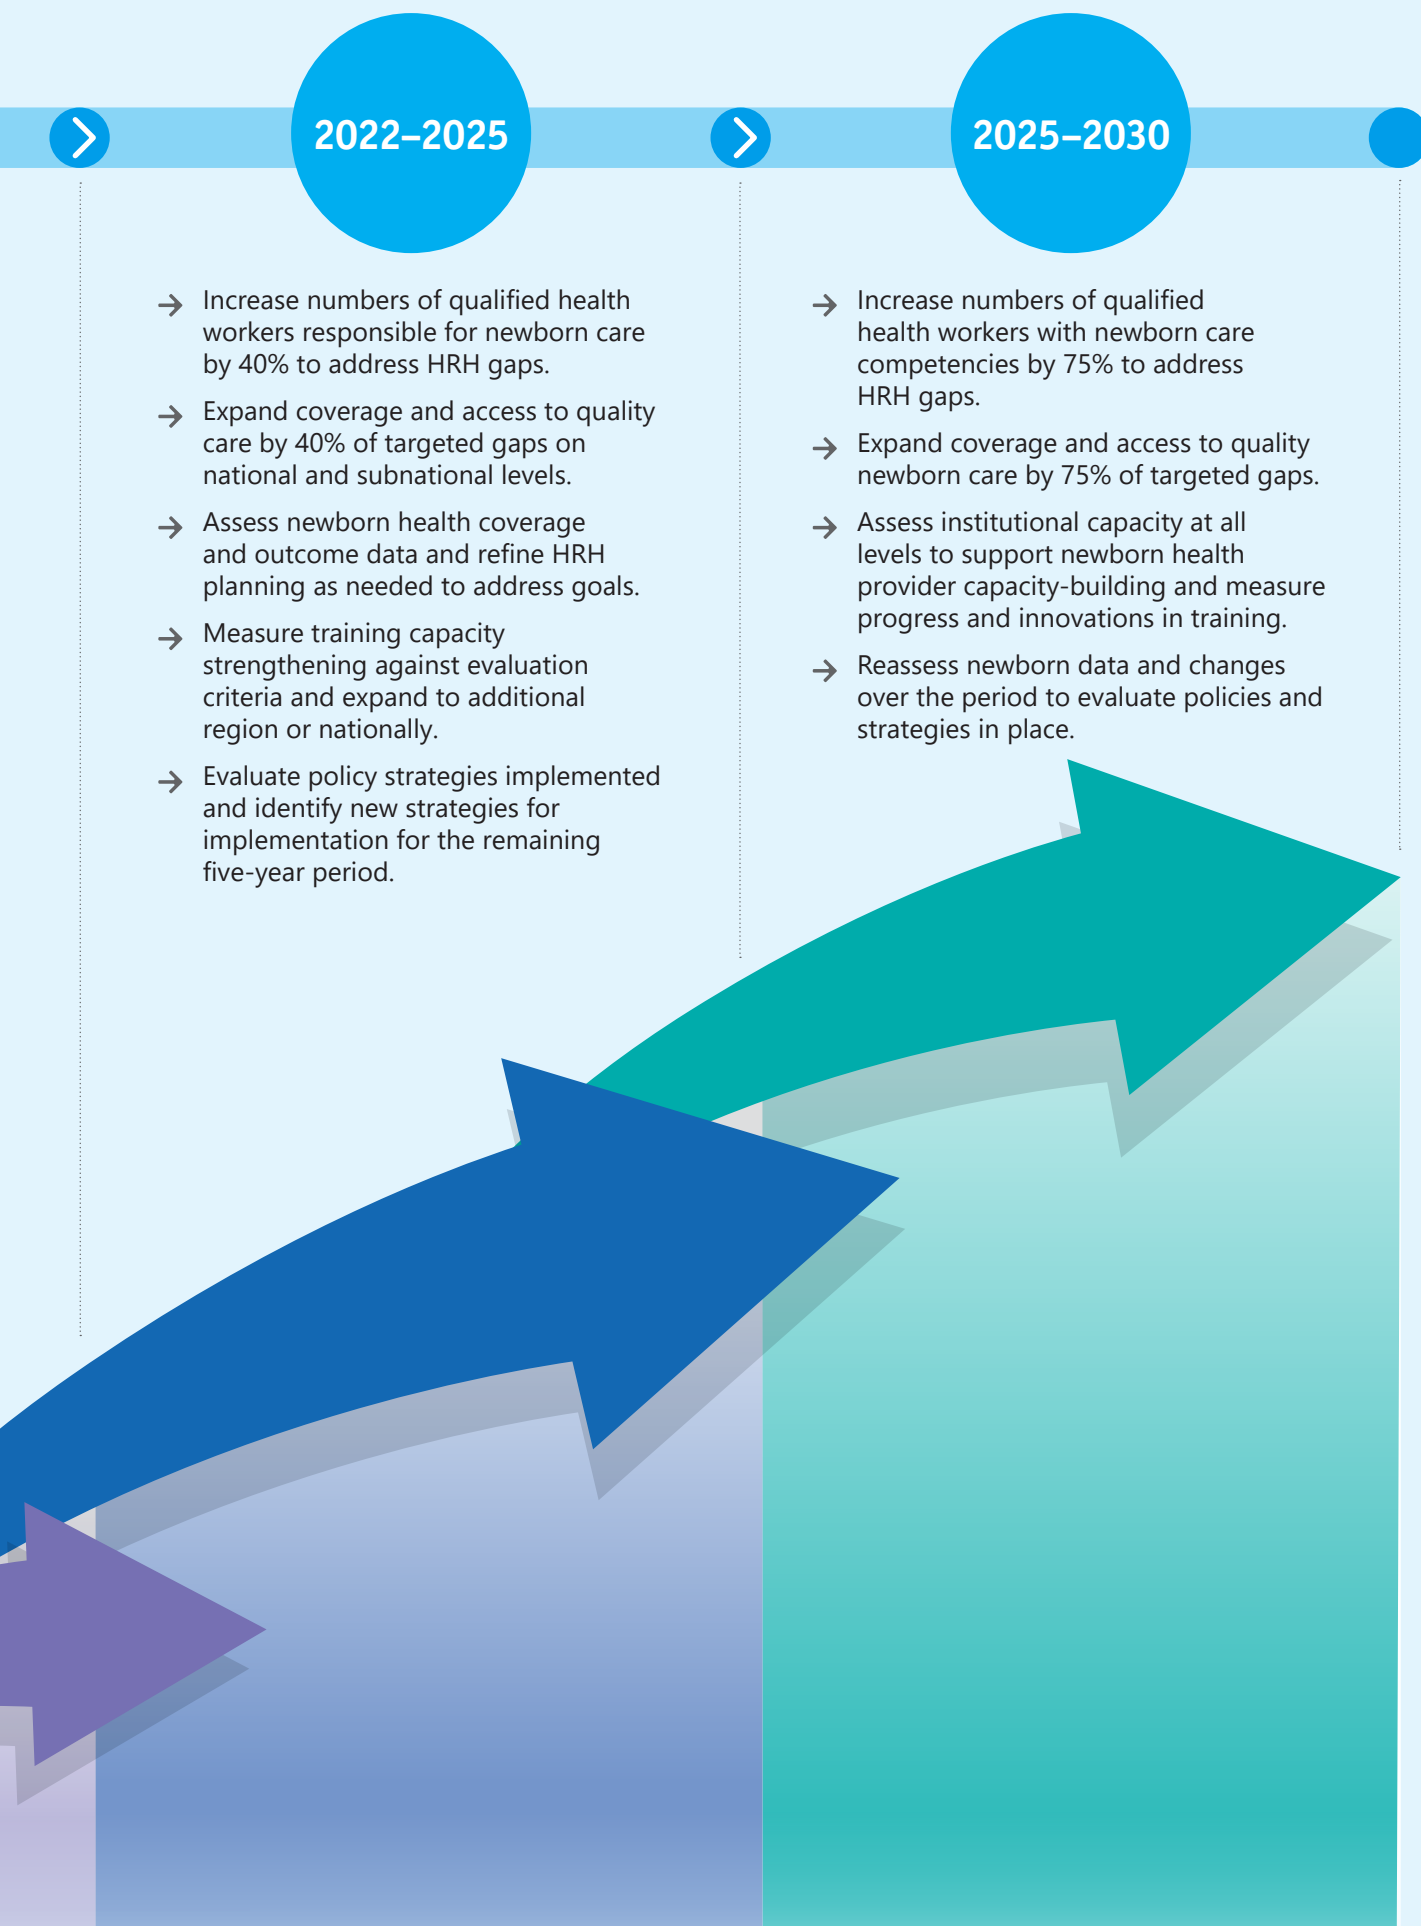 2022–2025
Increase numbers of qualified health
workers responsible for newborn care
by 40% to address HRH gaps.
Expand coverage and access to quality
care by 40% of targeted gaps on
national and subnational levels.
Assess newborn health coverage
and outcome data and refine HRH
planning as needed to address goals.
Measure training capacity
strengthening against evaluation
criteria and expand to additional
region or nationally.
Evaluate policy strategies implemented
and identify new strategies for
implementation for the remaining
five-year period.
2025–2030
Increase numbers of qualified
health workers with newborn care
competencies by 75% to address
HRH gaps.
Expand coverage and access to quality
newborn care by 75% of targeted gaps.
Assess institutional capacity at all
levels to support newborn health
provider capacity-building and measure
progress and innovations in training.
Reassess newborn data and changes
over the period to evaluate policies and
strategies in place.